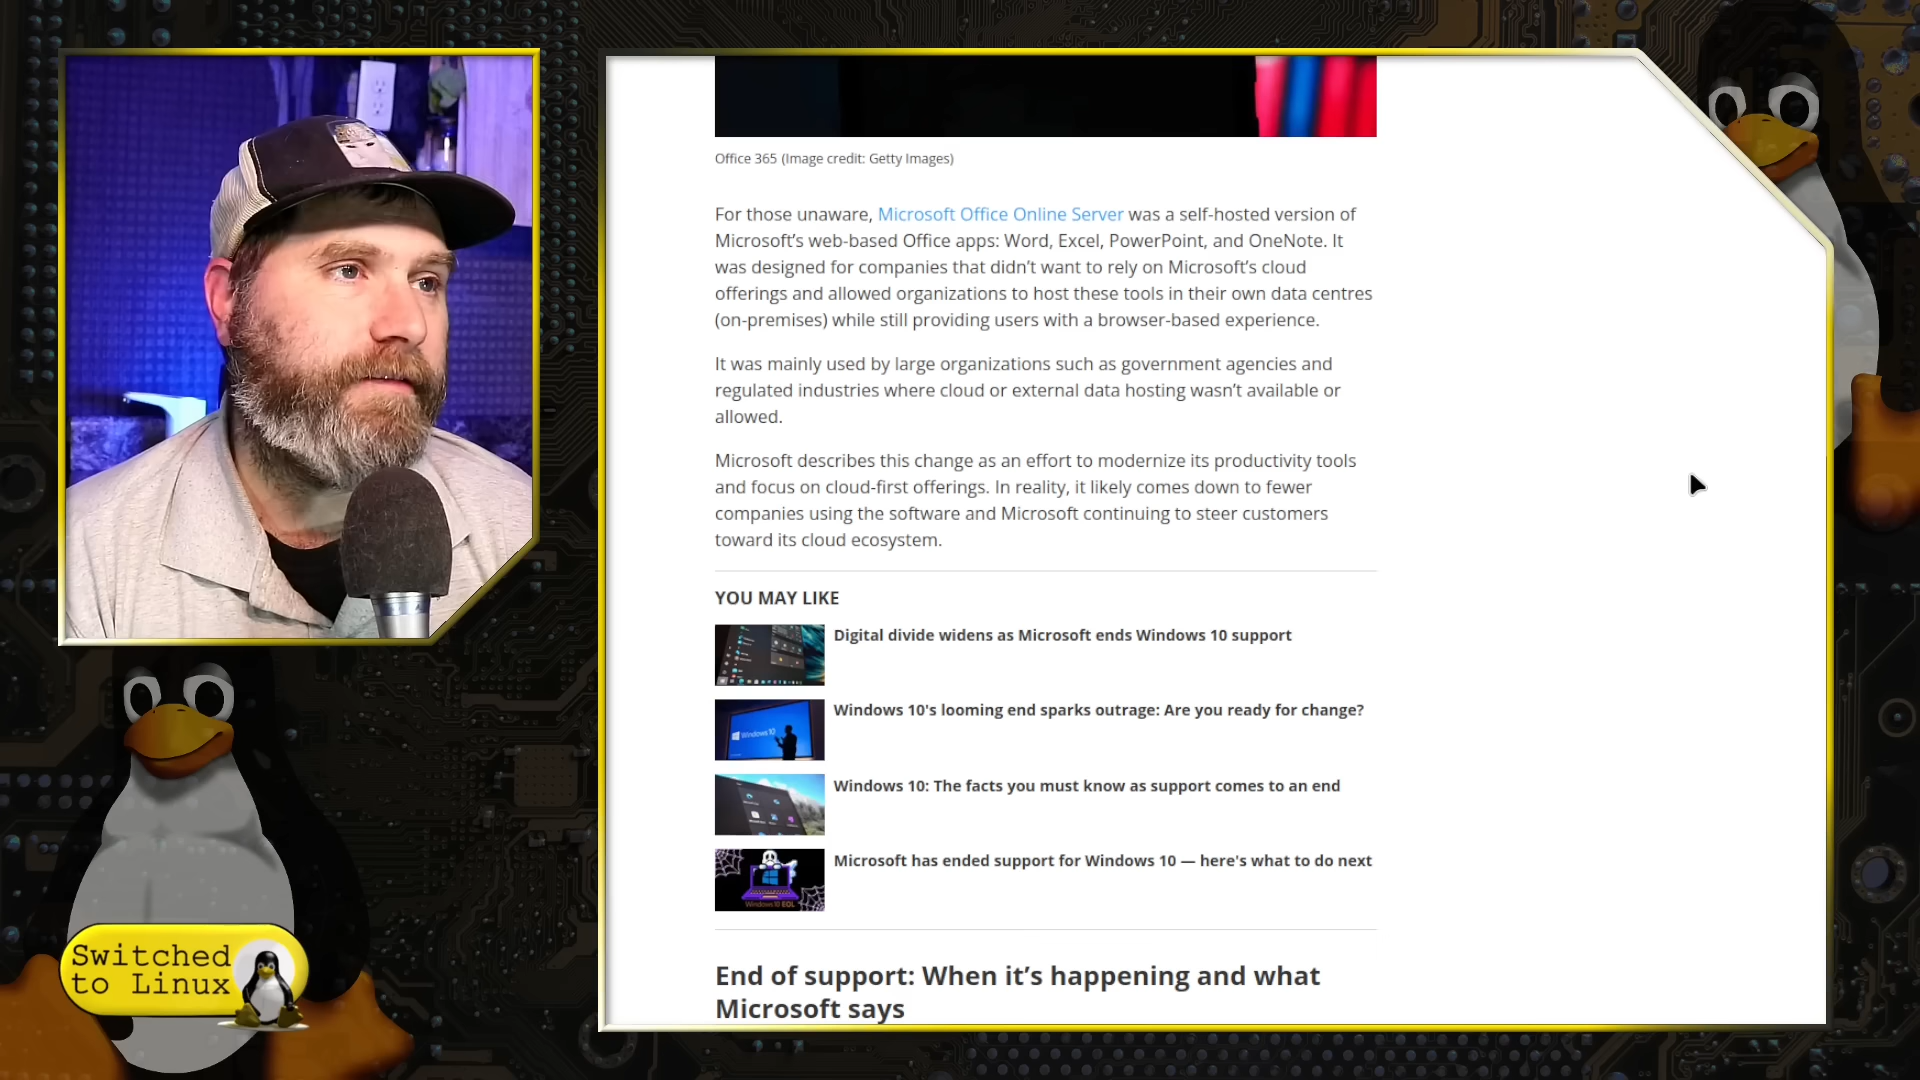 Office 365 (Image credit: Getty Images)
For those unaware, Microsoft Office Online Server was a self-hosted version of
Microsoft’s web-based Office apps: Word, Excel, PowerPoint, and OneNote. It
was designed for companies that didn’t want to rely on Microsoft’s cloud
offerings and allowed organizations to host these tools in their own data centres
(on-premises) while still providing users with a browser-based experience.
It was mainly used by large organizations such as government agencies and
regulated industries where cloud or external data hosting wasn’t available or
allowed.
Microsoft describes this change as an effort to modernize its productivity tools
and focus on cloud-first offerings. In reality, it likely comes down to fewer
companies using the software and Microsoft continuing to steer customers
toward its cloud ecosystem.
YOU MAY LIKE
Digital divide widens as Microsoft ends Windows 10 support
Windows 10's looming end sparks outrage: Are you ready for change?
Windows 10
Windows 10: The facts you must know as support comes to an end
Microsoft has ended support for Windows 10 — here's what to do next
Windows 10 EOL
End of support: When it’s happening and what
Microsoft says
Switched
to Linux